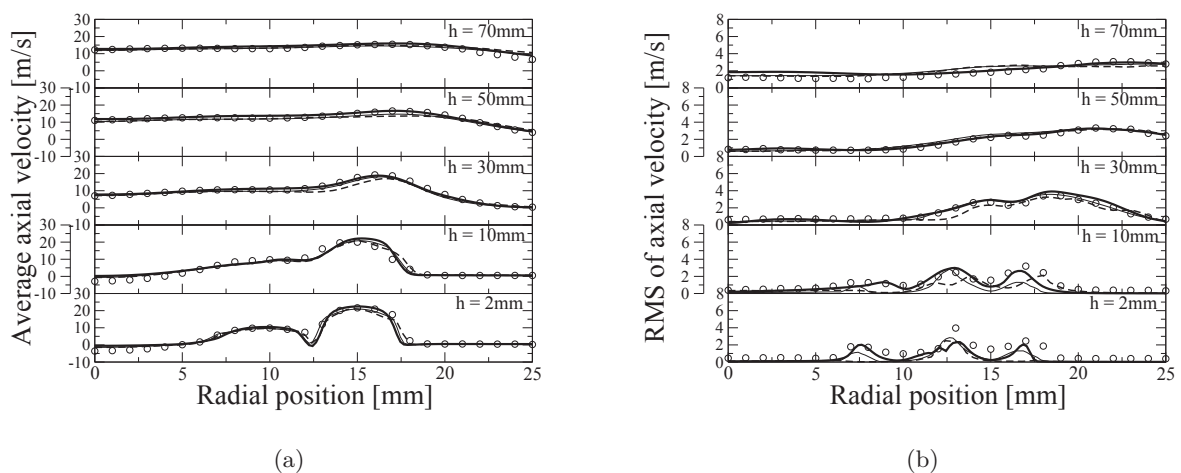 Average axial velocity [m/s]
30
20
10
0
-10
h = 70mm
30
20
10
0
-10
h = 50mm
30
20
10
0
-10
h = 30mm
30
20
10
0
-10
h = 10mm
30
20
10
0
-10
h = 2mm
0 5 10 15 20 25
Radial position [mm]
(a)
RMS of axial velocity [m/s]
8
6
4
2
0
h = 70mm
8
6
4
2
0
h = 50mm
8
6
4
2
0
h = 30mm
8
6
4
2
0
h = 10mm
8
6
4
2
0
h = 2mm
0 5 10 15 20 25
Radial position [mm]
(b)